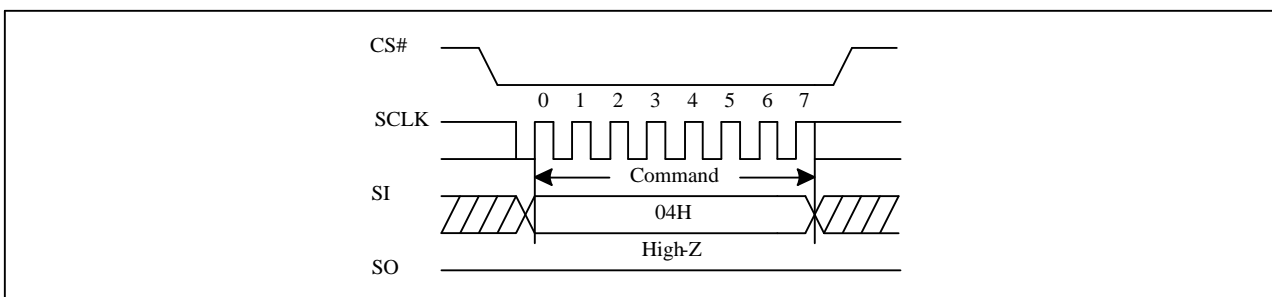 CS#
0 1 2 3 4 5 6 7
SCLK
Command
SI
04H
High-Z
SO